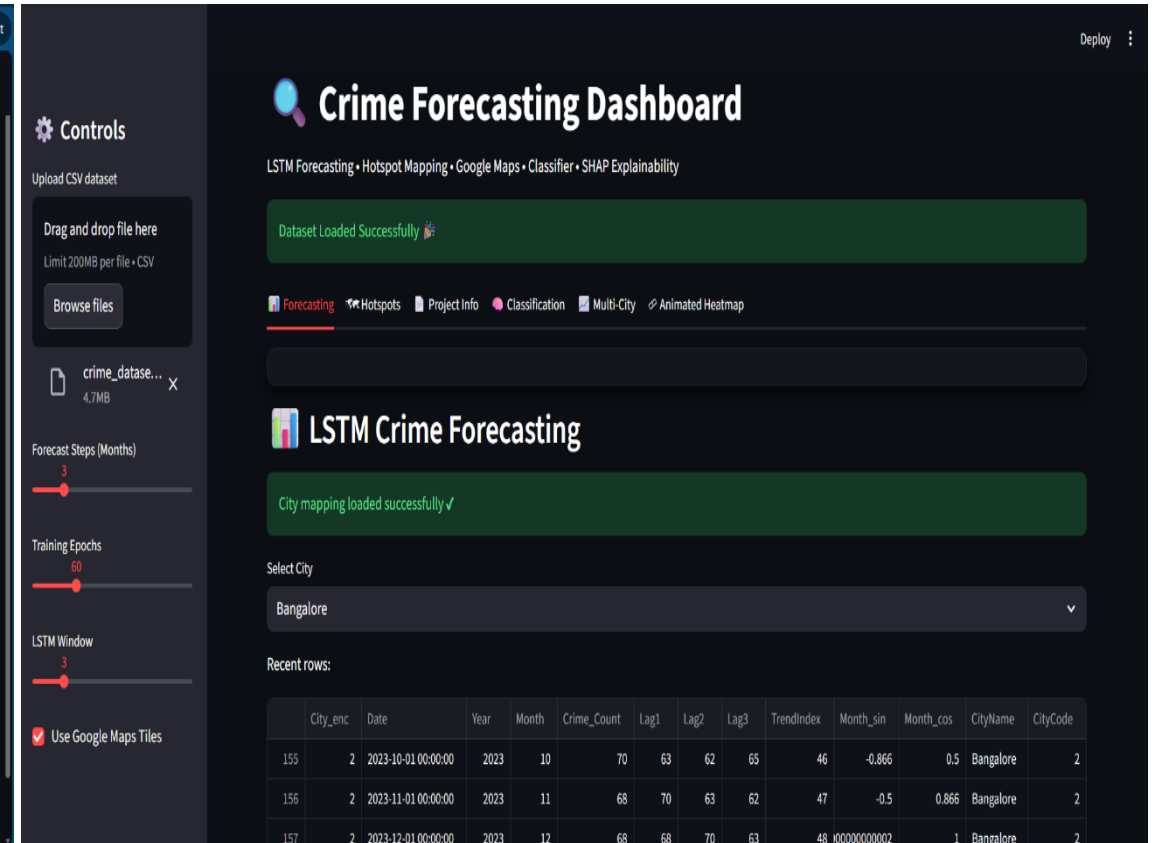 t
Deploy
Crime Forecasting Dashboard
Controls
LSTM Forecasting • Hotspot Mapping • Google Maps • Classifier • SHAP Explainability
Upload CSV dataset
Drag and drop file here
Limit 200MB per file • CSV
Browse files
crime_datase...
4.7MB
Dataset Loaded Successfully
Forecasting Hotspots Project Info Classification Multi-City Animated Heatmap
LSTM Crime Forecasting
Forecast Steps (Months)
3
City mapping loaded successfully ✓
Training Epochs
60
Select City
Bangalore
LSTM Window
3
Use Google Maps Tiles
Recent rows:
City_enc Date Year Month Crime_Count Lag1 Lag2 Lag3 TrendIndex Month_sin Month_cos CityName CityCode
155 2 2023-10-01 00:00:00 2023 10 70 63 62 65 46 -0.866 0.5 Bangalore 2
156 2 2023-11-01 00:00:00 2023 11 68 70 63 62 47 -0.5 0.866 Bangalore 2
157 2 2023-12-01 00:00:00 2023 12 68 68 70 63 48 1 Bangalore 2